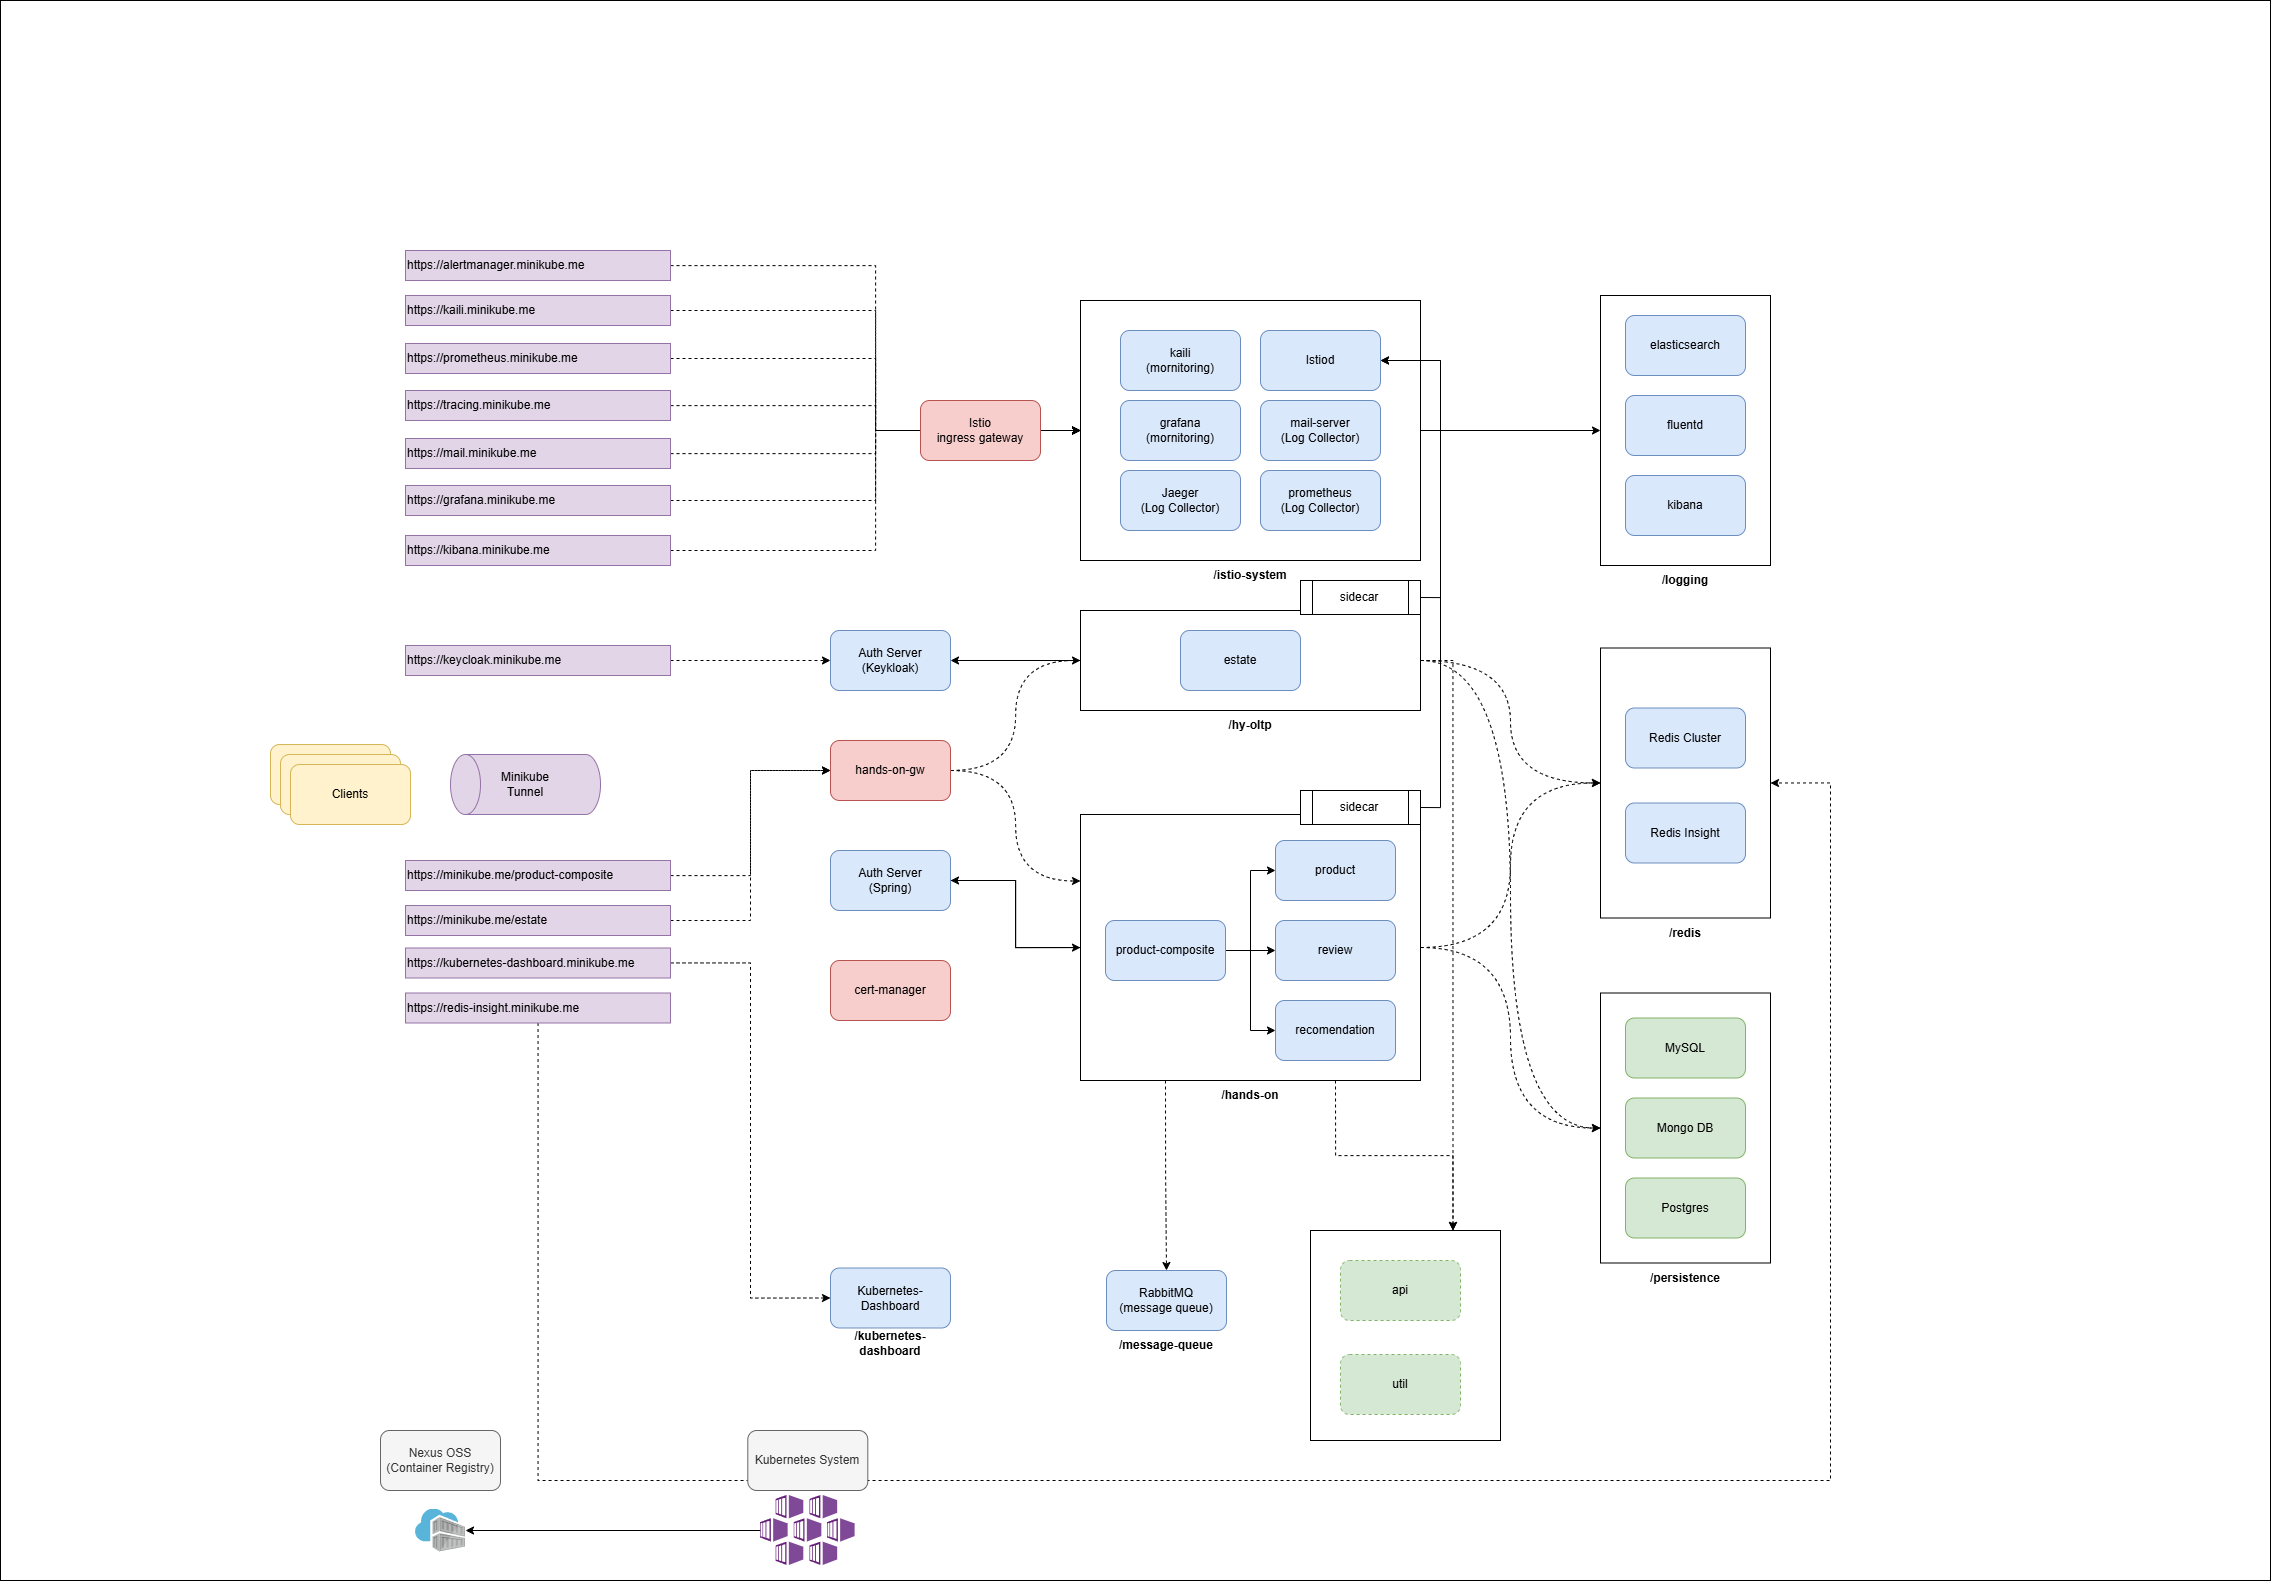 https://alertmanager.minikube.me
https://kaili.minikube.me
https://prometheus.minikube.me
https://tracing.minikube.me
https://mail.minikube.me
https://grafana.minikube.me
https://kibana.minikube.me
Istio
ingress gateway
kaili
(mornitoring)
Istiod
grafana
(mornitoring)
mail-server
(Log Collector)
Jaeger
(Log Collector)
prometheus
(Log Collector)
/istio-system
elasticsearch
fluentd
kibana
/logging
https://keycloak.minikube.me
Auth Server
(Keykloak)
sidecar
estate
/hy-oltp
Clients
Minikube
Tunnel
hands-on-gw
Redis Cluster
Redis Insight
/redis
https://minikube.me/product-composite
https://minikube.me/estate
https://kubernetes-dashboard.minikube.me
https://redis-insight.minikube.me
Auth Server
(Spring)
cert-manager
sidecar
product-composite
product
review
recomendation
/hands-on
MySQL
Mongo DB
Postgres
/persistence
Kubernetes-
Dashboard
/kubernetes-
dashboard
RabbitMQ
(message queue)
/message-queue
api
util
Nexus OSS
(Container Registry)
Kubernetes System